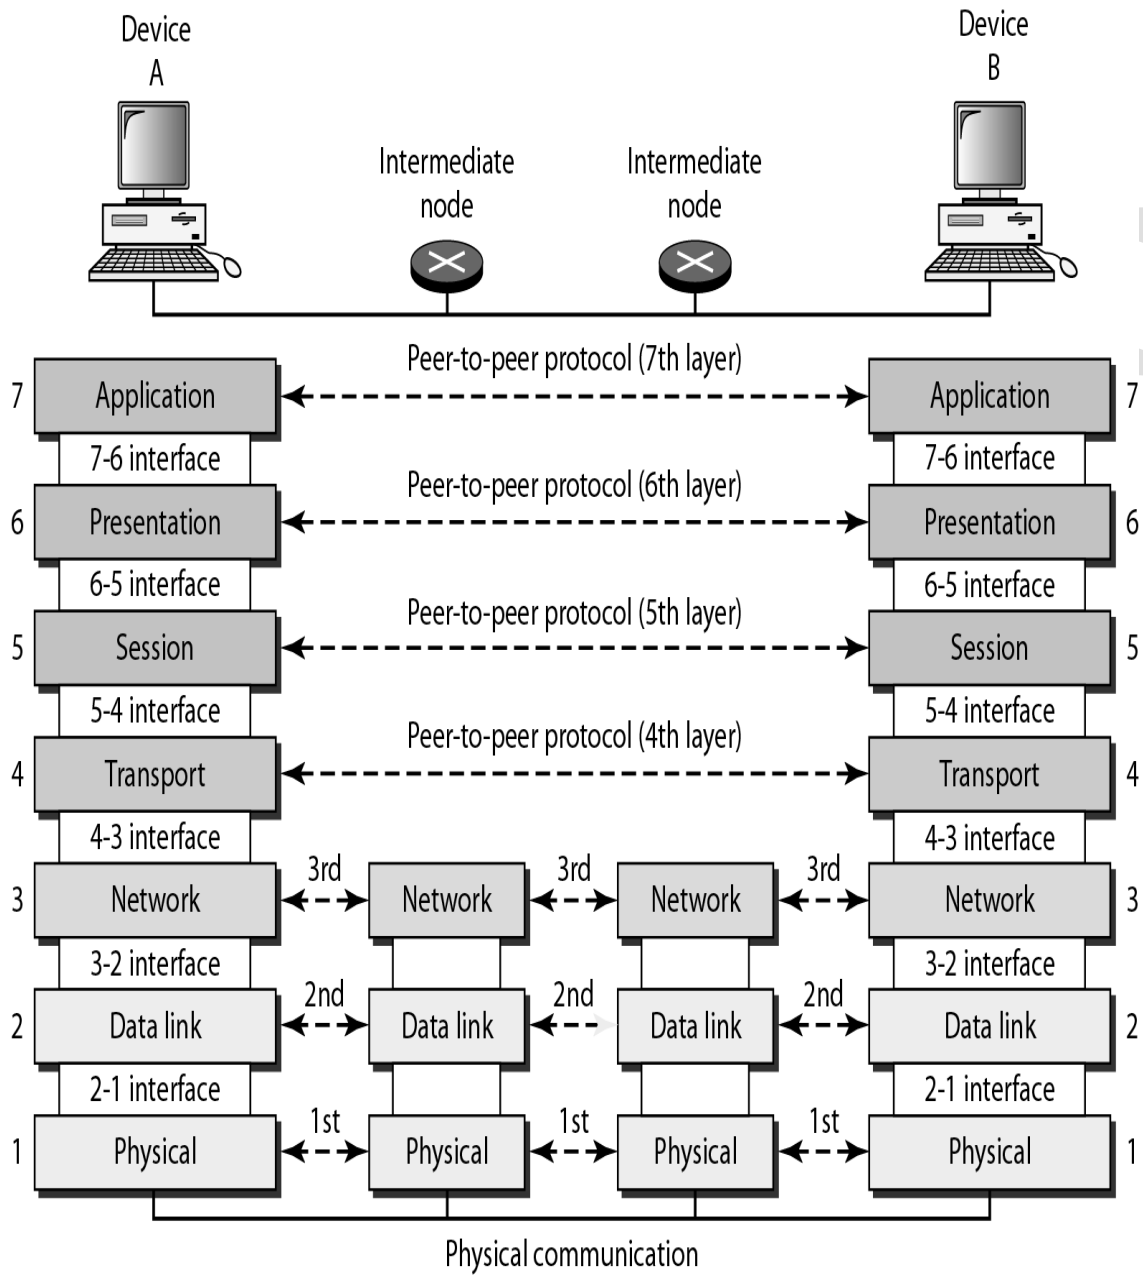 Device
A
Device
B
Intermediate
node
Intermediate
node
Peer-to-peer protocol (7th layer)
7 Application Application 7
7-6 interface 7-6 interface
Peer-to-peer protocol (6th layer)
6 Presentation Presentation 6
6-5 interface 6-5 interface
Peer-to-peer protocol (5th layer)
5 Session Session 5
5-4 interface 5-4 interface
Peer-to-peer protocol (4th layer)
4 Transport Transport 4
4-3 interface 4-3 interface
3rd 3rd 3rd
3 Network Network Network Network 3
3-2 interface 3-2 interface
2nd 2nd 2nd
2 Data link Data link Data link Data link 2
2-1 interface 2-1 interface
1st 1st 1st
1 Physical Physical Physical Physical 1
Physical communication